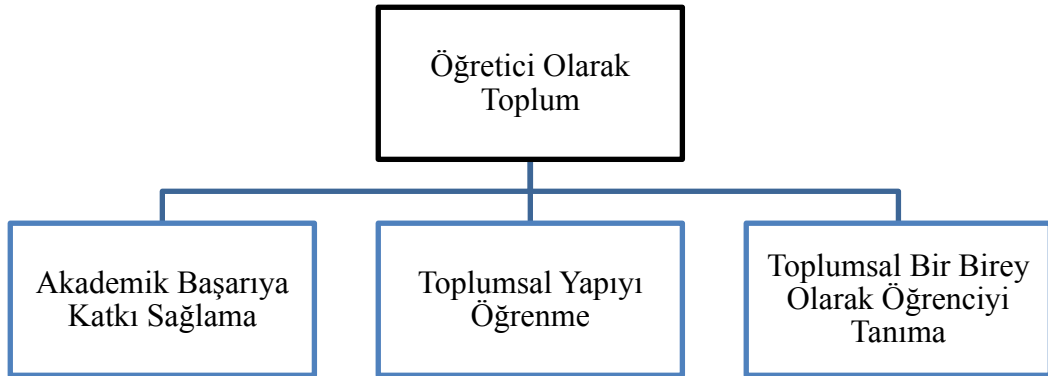 Öğretici Olarak
Toplum
Akademik Başarıya
Katkı Sağlama
Toplumsal Yapıyı
Öğrenme
Toplumsal Bir Birey
Olarak Öğrenciyi
Tanıma